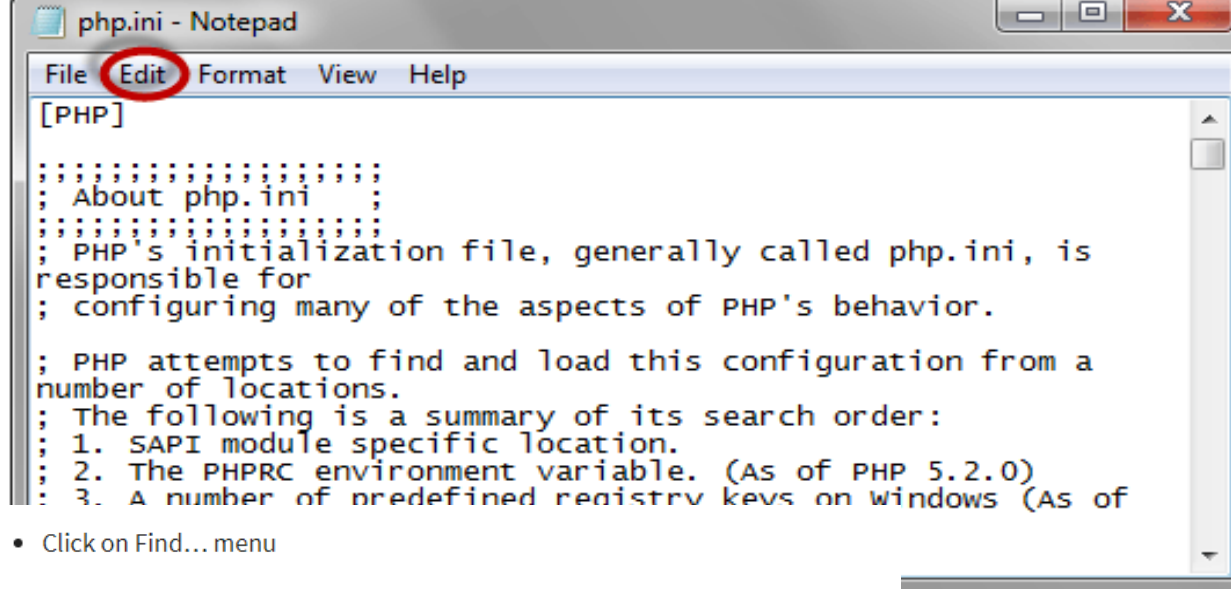 php.ini - Notepad
File Edit Format View Help
[PHP]
;;;;;;;;;;;;;;;;;;;
; About php.ini   ;
;;;;;;;;;;;;;;;;;;;
; PHP's initialization file, generally called php.ini, is
responsible for
; configuring many of the aspects of PHP's behavior.
; PHP attempts to find and load this configuration from a
number of locations.
; The following is a summary of its search order:
; 1. SAPI module specific location.
; 2. The PHPRC environment variable. (As of PHP 5.2.0)
; 3. A number of predefined registry keys on Windows (As of
• Click on Find... menu